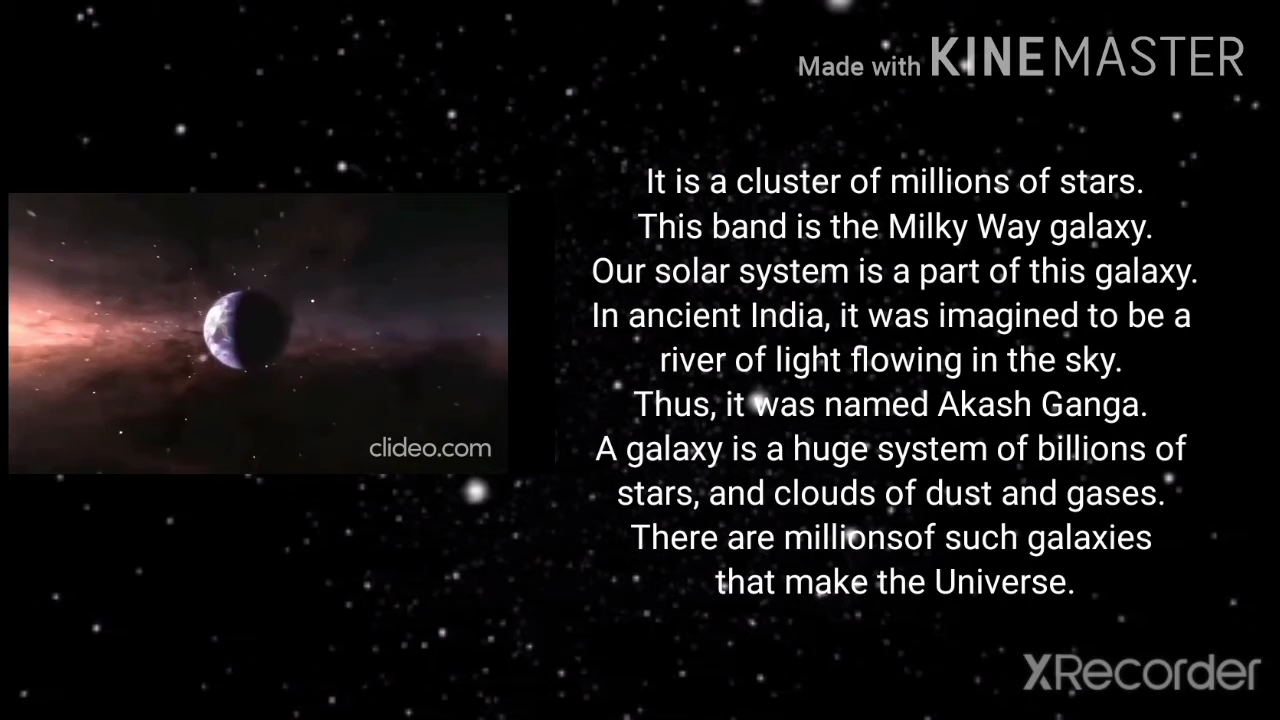 Made with KINEMASTER
It is a cluster of millions of stars.
This band is the Milky Way galaxy.
Our solar system is a part of this galaxy.
In ancient India, it was imagined to be a
river of light flowing in the sky.
Thus, it was named Akash Ganga.
A galaxy is a huge system of billions of
stars, and clouds of dust and gases.
There are millionsof such galaxies
that make the Universe.
clideo.com
XRecorder